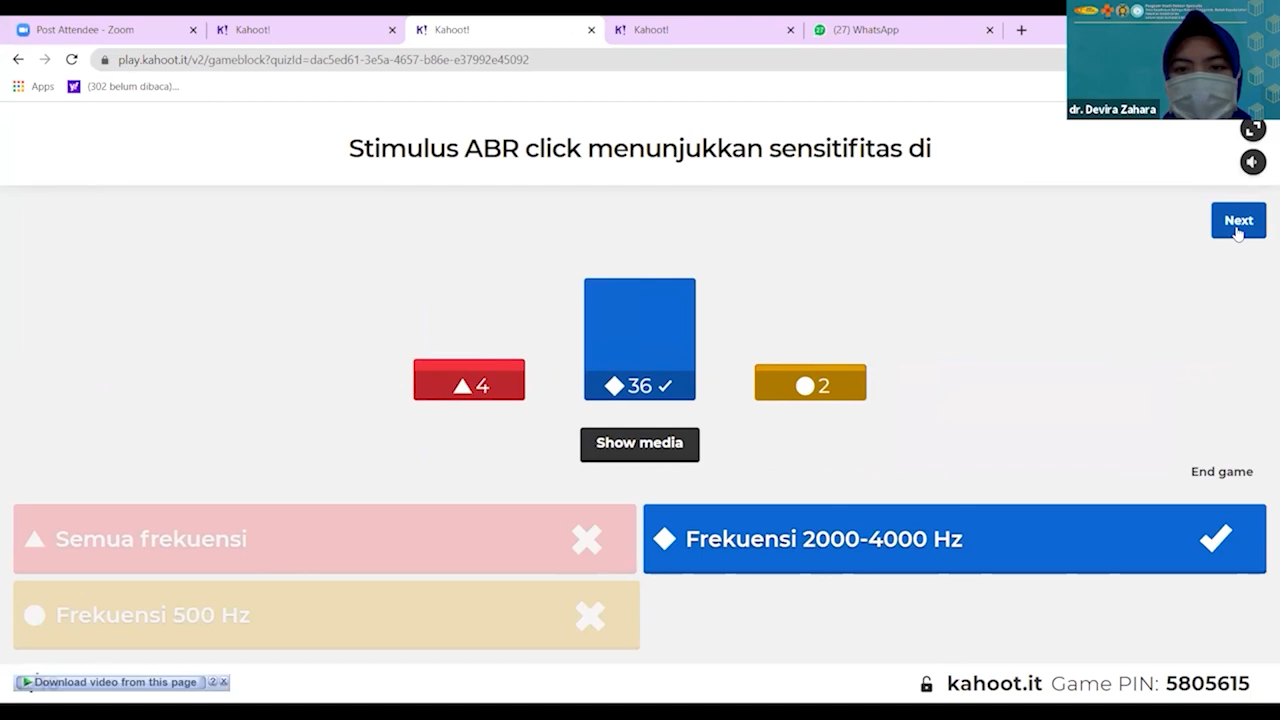 Post Attendee - Zoom
Kahoot!
Kahoot!
Kahoot!
(27) WhatsApp
play.kahoot.it/v2/gameblock?quizId=dac5ed61-3e5a-4657-b86e-e37992e45092
Apps
(302 belum dibaca)...
dr. Devira Zahara
Stimulus ABR click menunjukkan sensitifitas di
Next
4
36
2
Show media
End game
Semua frekuensi
Frekuensi 2000-4000 Hz
Frekuensi 500 Hz
Download video from this page
kahoot.it Game PIN: 5805615